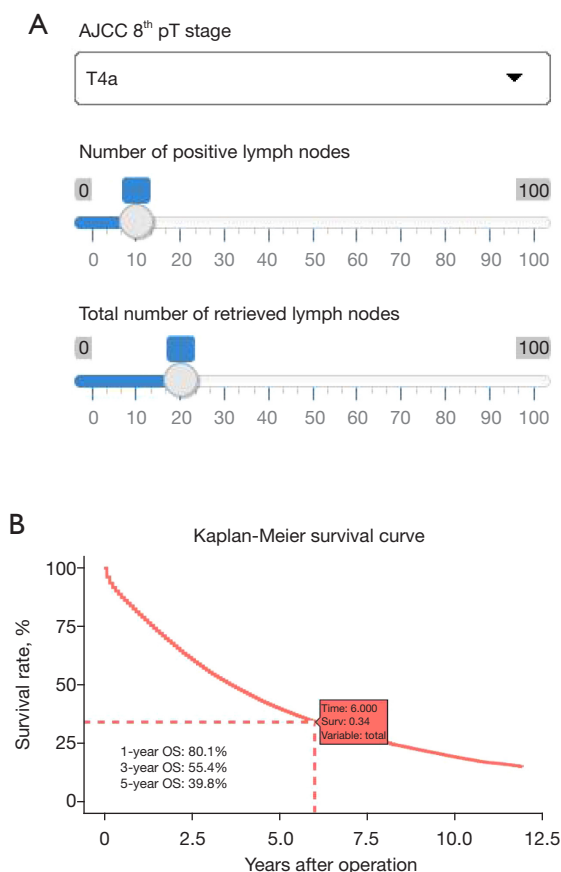 A
AJCC 8th pT stage
T4a
Number of positive lymph nodes
0 100
0 10 20 30 40 50 60 70 80 90 100
Total number of retrieved lymph nodes
0 100
0 10 20 30 40 50 60 70 80 90 100
B
Kaplan-Meier survival curve
Survival rate, %
100
75
50
25
0
Time: 6.000
Surv: 0.34
Variable: total
1-year OS: 80.1%
3-year OS: 55.4%
5-year OS: 39.8%
0 2.5 5.0 7.5 10.0 12.5
Years after operation